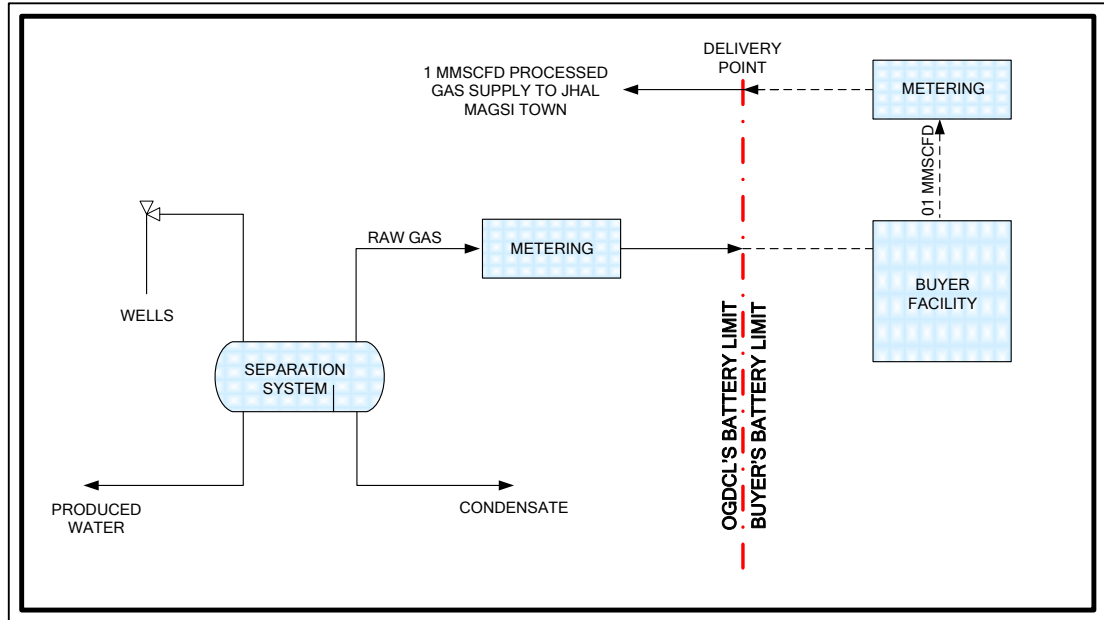 DELIVERY
POINT
1 MMSCFD PROCESSED
GAS SUPPLY TO JHAL
MAGSI TOWN
METERING
01 MMSCFD
RAW GAS
METERING
BUYER
FACILITY
WELLS
SEPARATION
SYSTEM
OGDCL'S BATTERY LIMIT
BUYER'S BATTERY LIMIT
PRODUCED
WATER
CONDENSATE